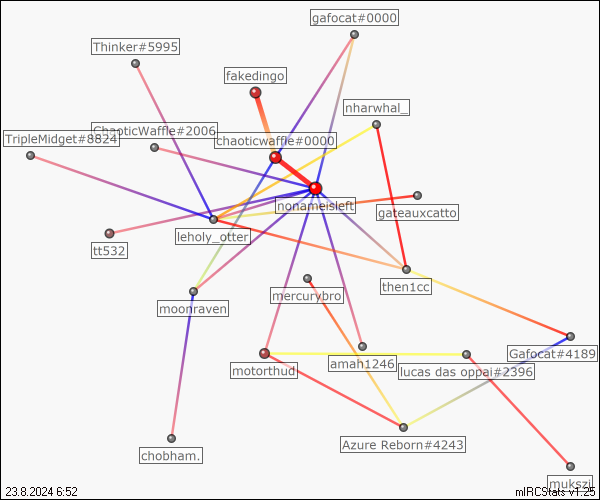 gafocat#0000
Thinker#5995
fakedingo
nharwhal_
ChaoticWaffle#2006
TripleMidget#8824
chaoticwaffle#0000
nonameisleft
gateauxcatto
leholy_otter
tt532
then1cc
mercurybro
moonraven
Gafocat#4189
amah1246
motorthud
lucas das oppai#2396
Azure Reborn#4243
chobham.
mukszi
23.8.2024 6:52
mIRCStats v1.25